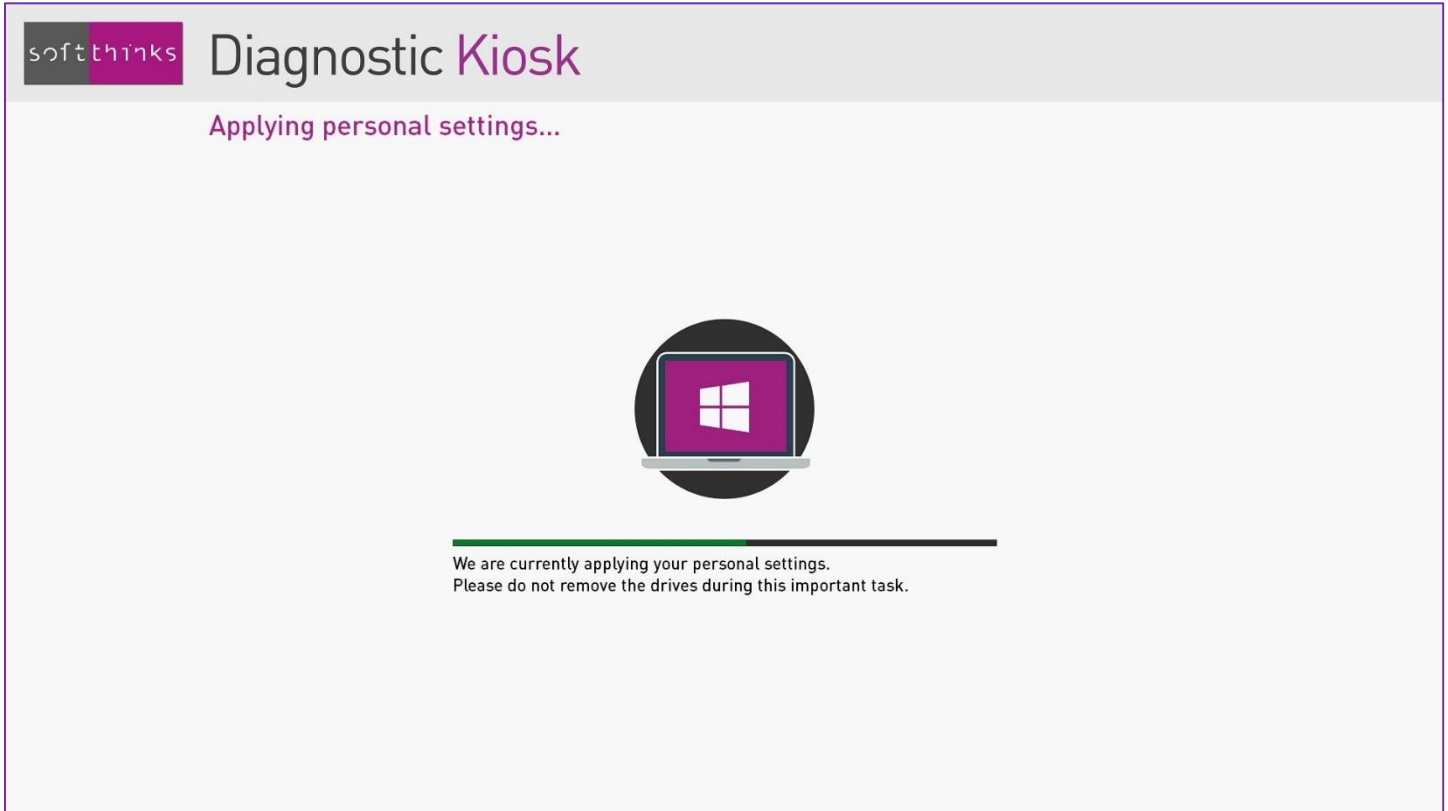 softthinks
Diagnostic Kiosk
Applying personal settings...
We are currently applying your personal settings.
Please do not remove the drives during this important task.